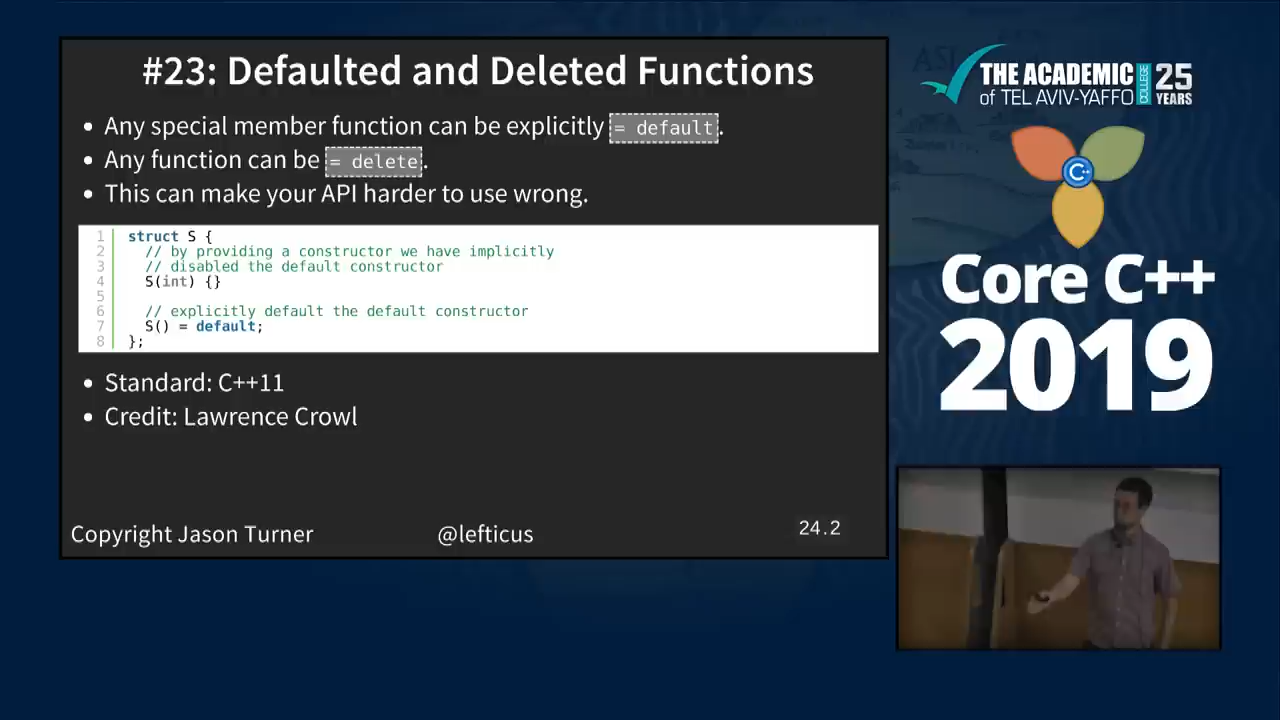 #23: Defaulted and Deleted Functions
• Any special member function can be explicitly = default.
• Any function can be = delete.
• This can make your API harder to use wrong.
1 struct S {
2 // by providing a constructor we have implicitly
3 // disabled the default constructor
4 S(int) {}
5
6 // explicitly default the default constructor
7 S() = default;
8 };
• Standard: C++11
• Credit: Lawrence Crowl
Copyright Jason Turner @lefticus 24.2
THE ACADEMIC COLLEGE 25
of TEL AVIV-YAFFO YEARS
C++
Core C++
2019